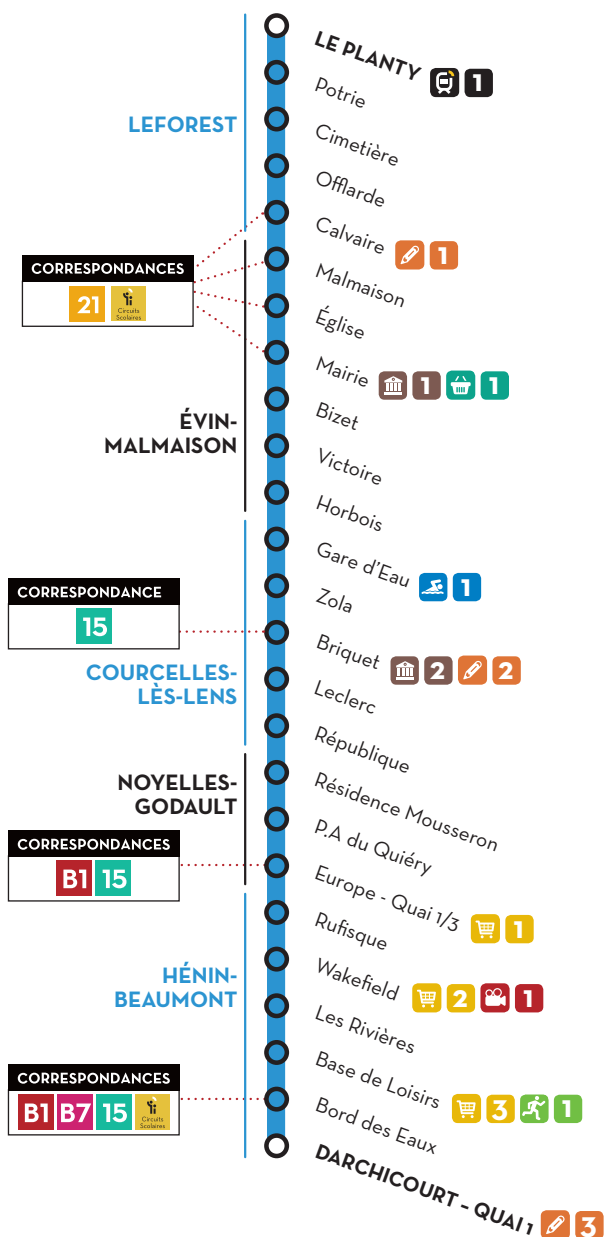 LE PLANTY 1
Potrie
LEFOREST
Cimetière
Offlarde
Calvaire 1
CORRESPONDANCES
21 Circuits
Scolaires
Malmaison
Église
Mairie 1 1
ÉVIN-
MALMAISON
Bizet
Victoire
Horbois
Gare d'Eau 1
CORRESPONDANCE
15
Zola
Briquet 2 2
COURCELLES-
LÈS-LENS
Leclerc
République
NOYELLES-
GODAULT
Résidence Mousseron
P.A du Quiéry
CORRESPONDANCES
B1 15
Europe - Quai 1/3 1
Rufisque
HÉNIN-
BEAUMONT
Wakefield 2 1
Les Rivières
Base de Loisirs 3 1
CORRESPONDANCES
B1 B7 15 Circuits
Scolaires
Bord des Eaux
DARCHICOURT - QUAI 1 3